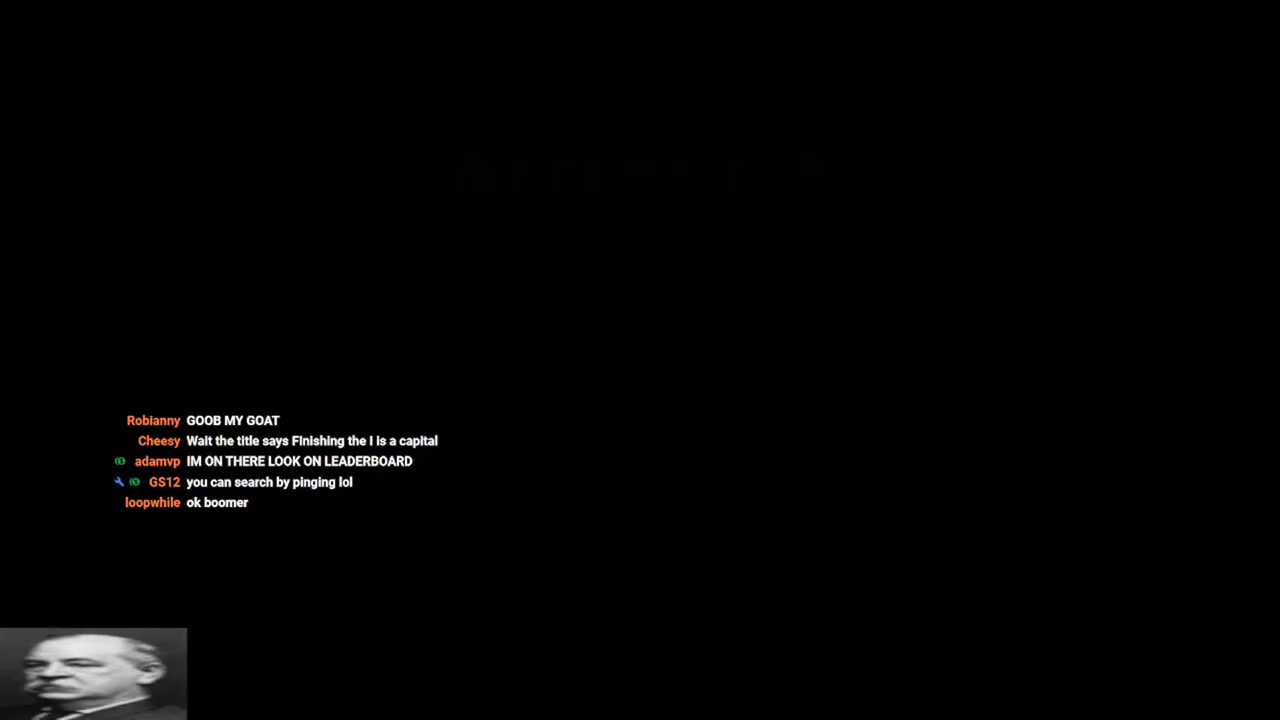 Robianny GOOB MY GOAT
Cheesy Wait the title says Finishing the I is a capital
adamvp IM ON THERE LOOK ON LEADERBOARD
GS12 you can search by pinging lol
loopwhile ok boomer